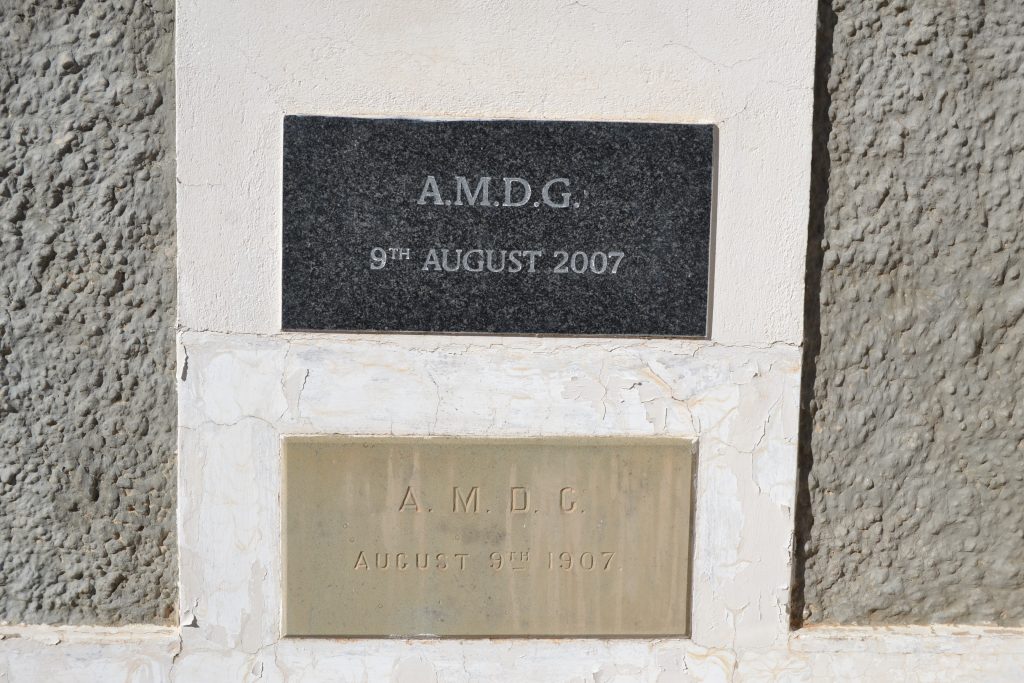 A.M.D.G.
9TH AUGUST 2007
A. M. D. G.
AUGUST 9TH 1907.